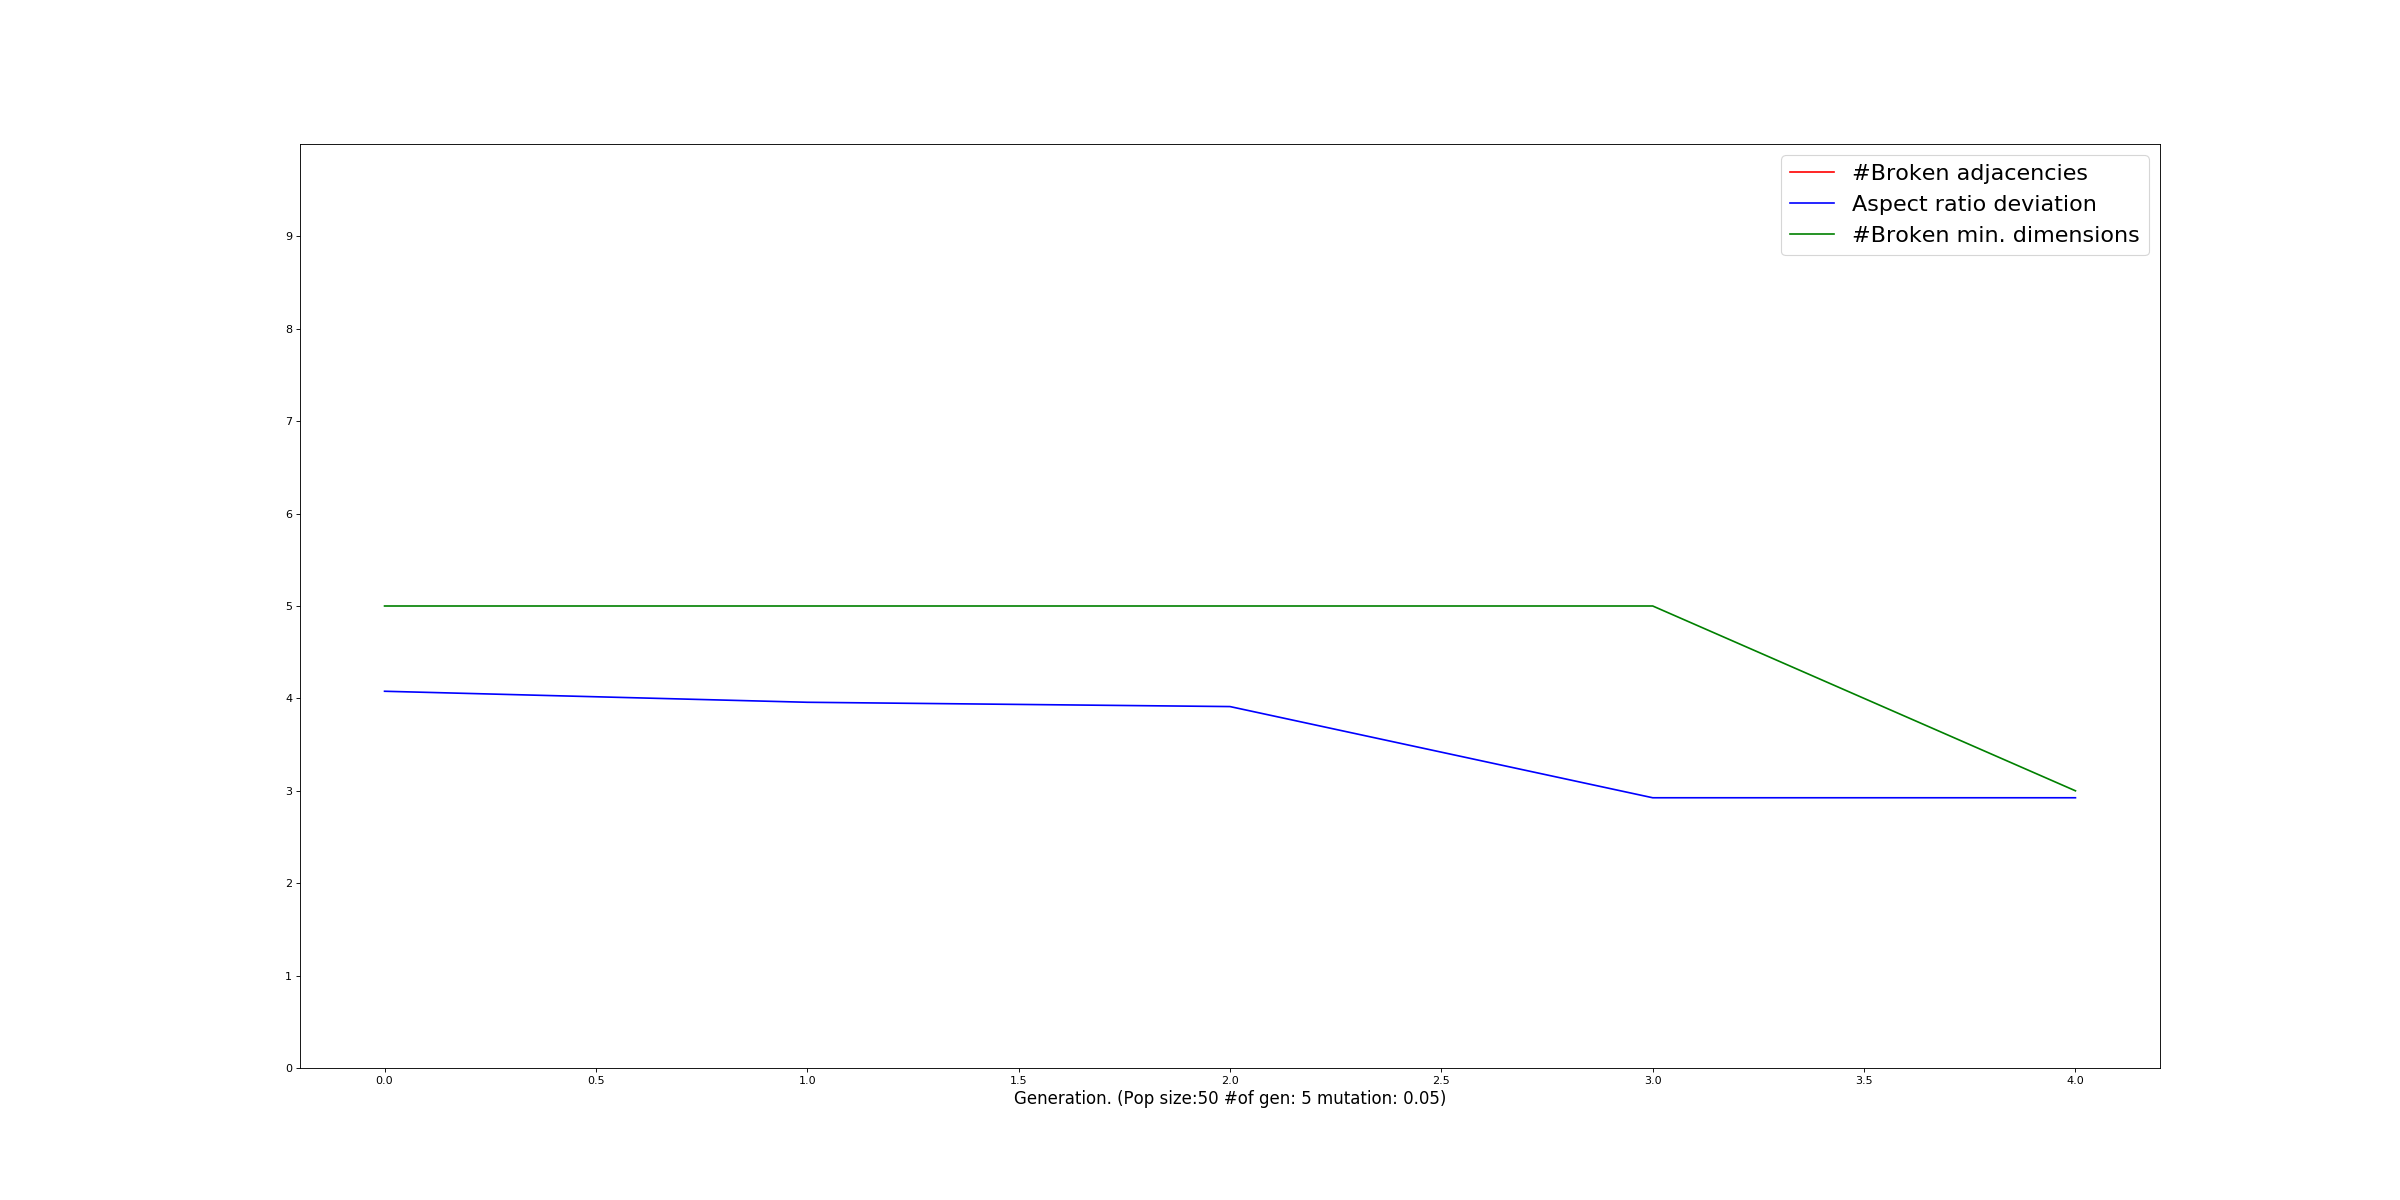 #Broken adjacencies
Aspect ratio deviation
#Broken min. dimensions
9
8
7
6
5
4
3
2
1
0
0.0 0.5 1.0 1.5 2.0 2.5 3.0 3.5 4.0
Generation. (Pop size:50 #of gen: 5 mutation: 0.05)